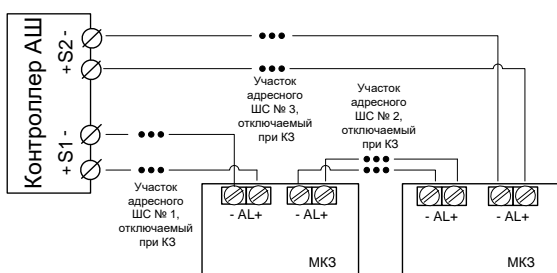 Контроллер АШ
+ S2 -
+ S1 -
Участок
адресного
ШС № 3,
отключаемый
при КЗ
Участок
адресного
ШС № 2,
отключаемый
при КЗ
Участок
адресного
ШС № 1,
отключаемый
при КЗ
- AL+
- AL+
- AL+
- AL+
МКЗ
МКЗ